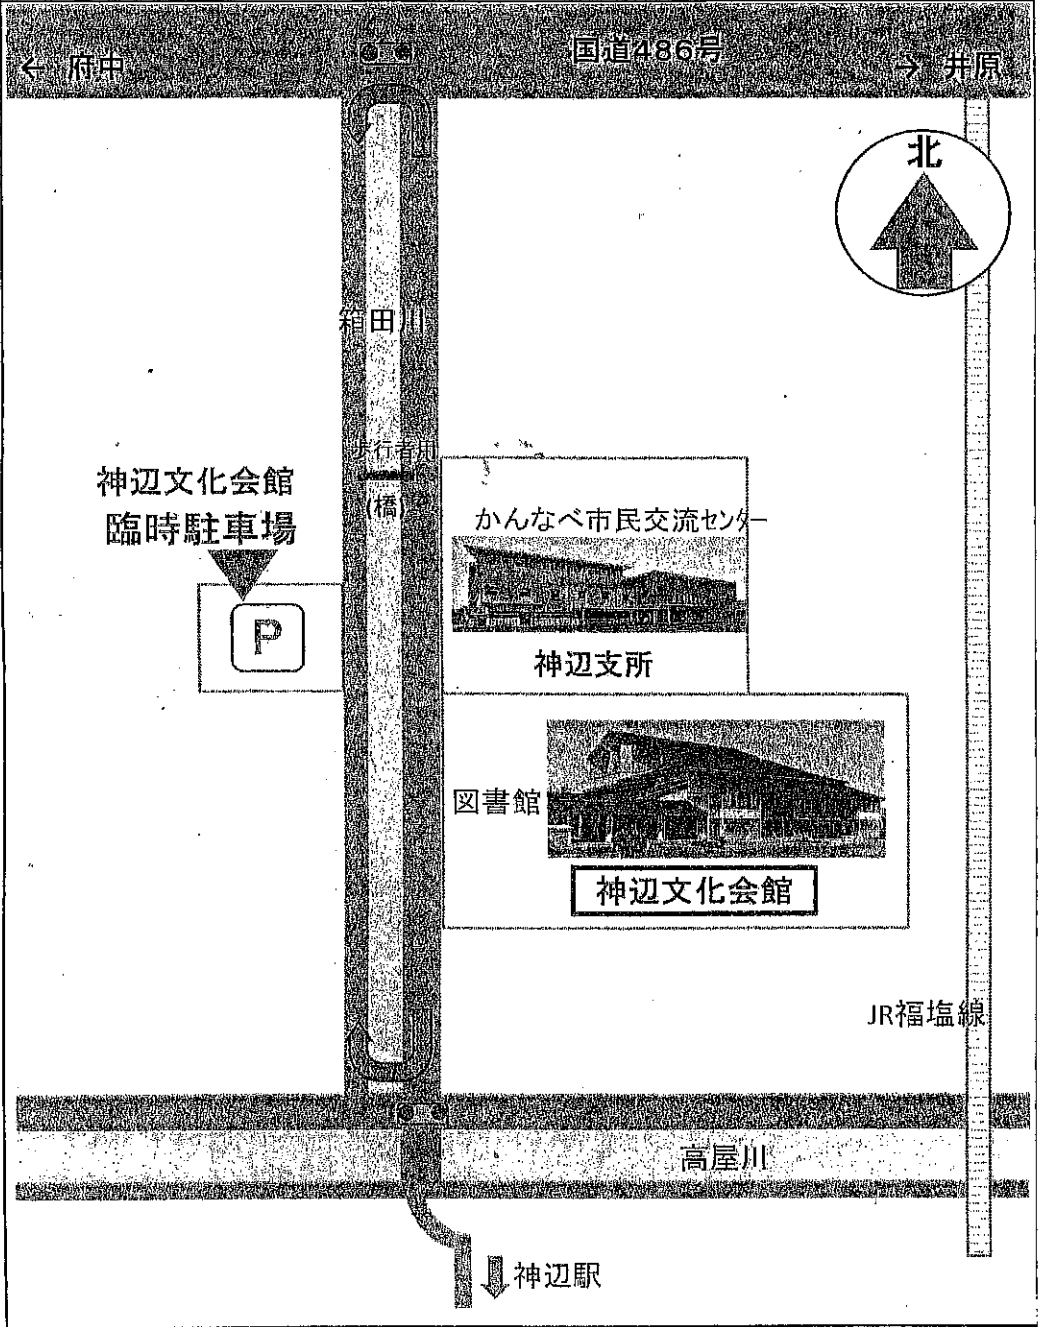 国道486号
← 府中
→ 井原
北
箱田川
歩行者用
(橋)
神辺文化会館
臨時駐車場
P
かんなべ市民交流センター
神辺支所
図書館
神辺文化会館
JR福塩線
高屋川
神辺駅